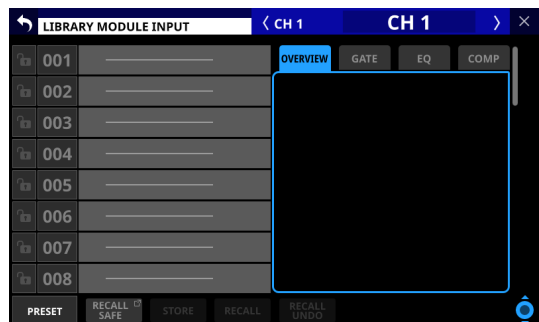 LIBRARY MODULE INPUT
CH 1
CH 1
OVERVIEW GATE EQ COMP
001
002
003
004
005
006
007
008
PRESET
RECALL SAFE
STORE
RECALL
RECALL UNDO